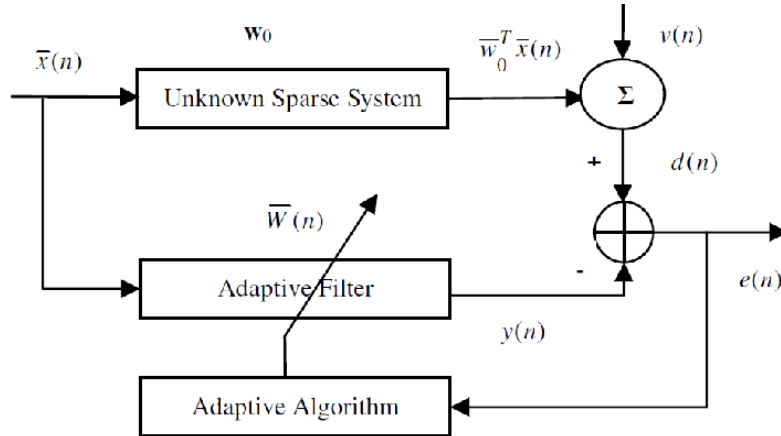 w₀
x̄(n)
w̄₀ᵀ x̄(n)
v(n)
Unknown Sparse System
Σ
+
d(n)
W̄(n)
-
Adaptive Filter
e(n)
y(n)
Adaptive Algorithm